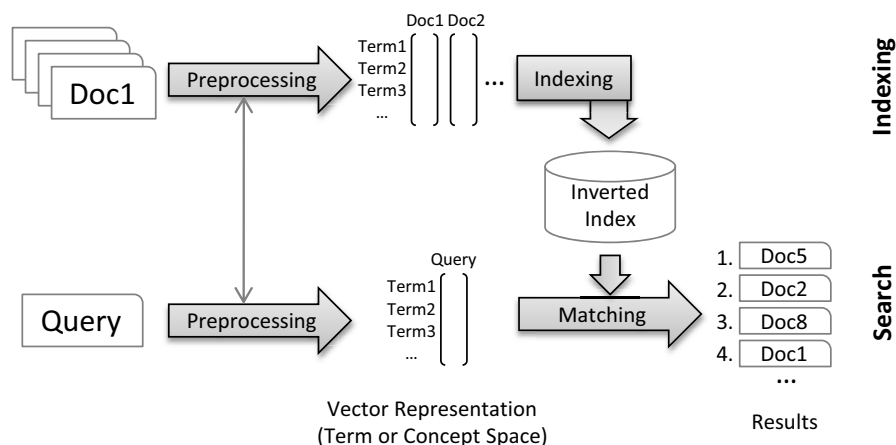 Doc1 Doc2
Term1
Term2
Term3
...
...
Doc1
Preprocessing
Indexing
Indexing
Inverted
Index
Query
Term1
Term2
Term3
...
Query
Preprocessing
Matching
1. Doc5
2. Doc2
3. Doc8
4. Doc1
...
Search
Vector Representation
(Term or Concept Space)
Results